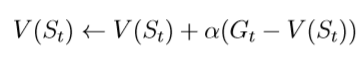 V(S_t) ← V(S_t) + α(G_t − V(S_t))